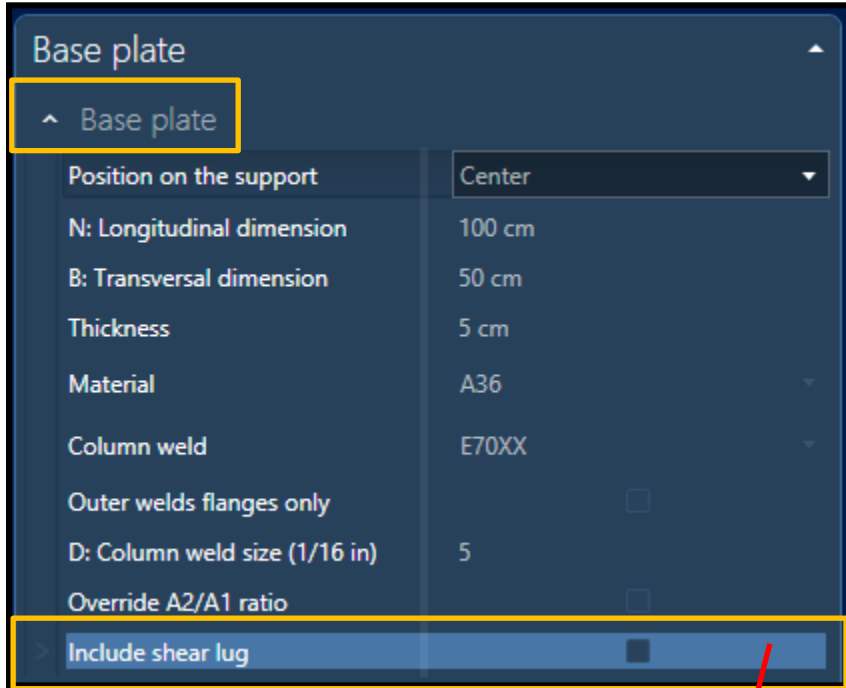 Base plate
Base plate
Position on the support Center
N: Longitudinal dimension 100 cm
B: Transversal dimension 50 cm
Thickness 5 cm
Material A36
Column weld E70XX
Outer welds flanges only
D: Column weld size (1/16 in) 5
Override A2/A1 ratio
Include shear lug